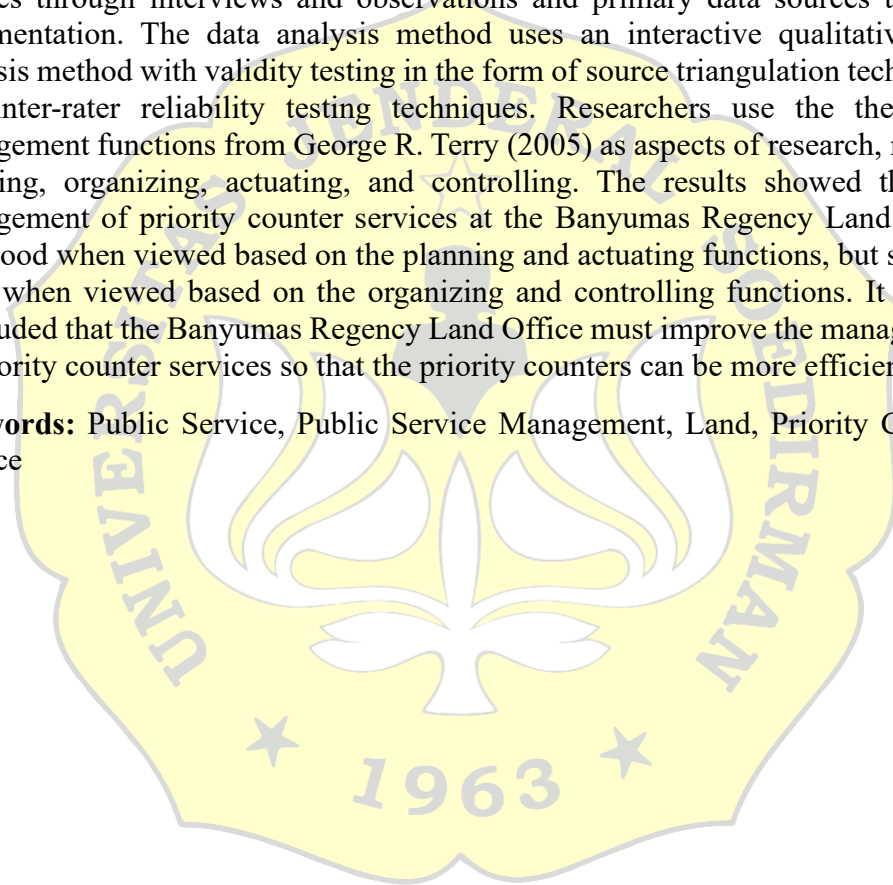 through interviews and observations and primary data sources
mentation. The data analysis method uses an interactive qualitativ
sis method with validity testing in the form of source triangulation tech
nter-rater reliability testing techniques. Researchers use the the
gement functions from George R. Terry (2005) as aspects of research,
ing, organizing, actuating, and controlling. The results showed th
gement of priority counter services at the Banyumas Regency Land
ood when viewed based on the planning and actuating functions, but s
when viewed based on the organizing and controlling functions. It
uded that the Banyumas Regency Land Office must improve the manag
ority counter services so that the priority counters can be more efficien
words: Public Service, Public Service Management, Land, Priority C
ce
UNIVERSITAS JENDERAL SOEDIRMAN
1963